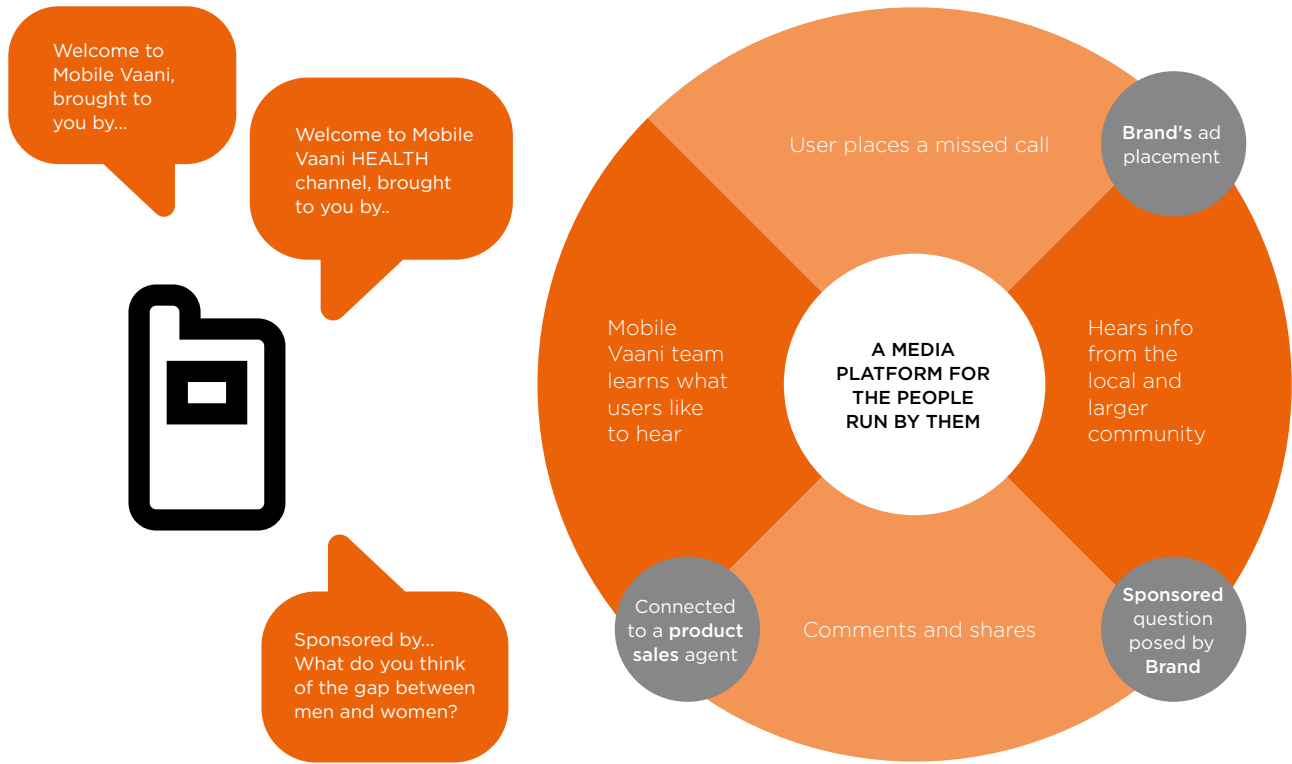 Welcome to
Mobile Vaani,
brought to
you by...
Welcome to Mobile
Vaani HEALTH
channel, brought
to you by..
Sponsored by...
What do you think
of the gap between
men and women?
User places a missed call
Brand's ad
placement
Hears info
from the
local and
larger
community
Sponsored
question
posed by
Brand
Comments and shares
Connected
to a product
sales agent
Mobile
Vaani team
learns what
users like
to hear
A MEDIA
PLATFORM FOR
THE PEOPLE
RUN BY THEM